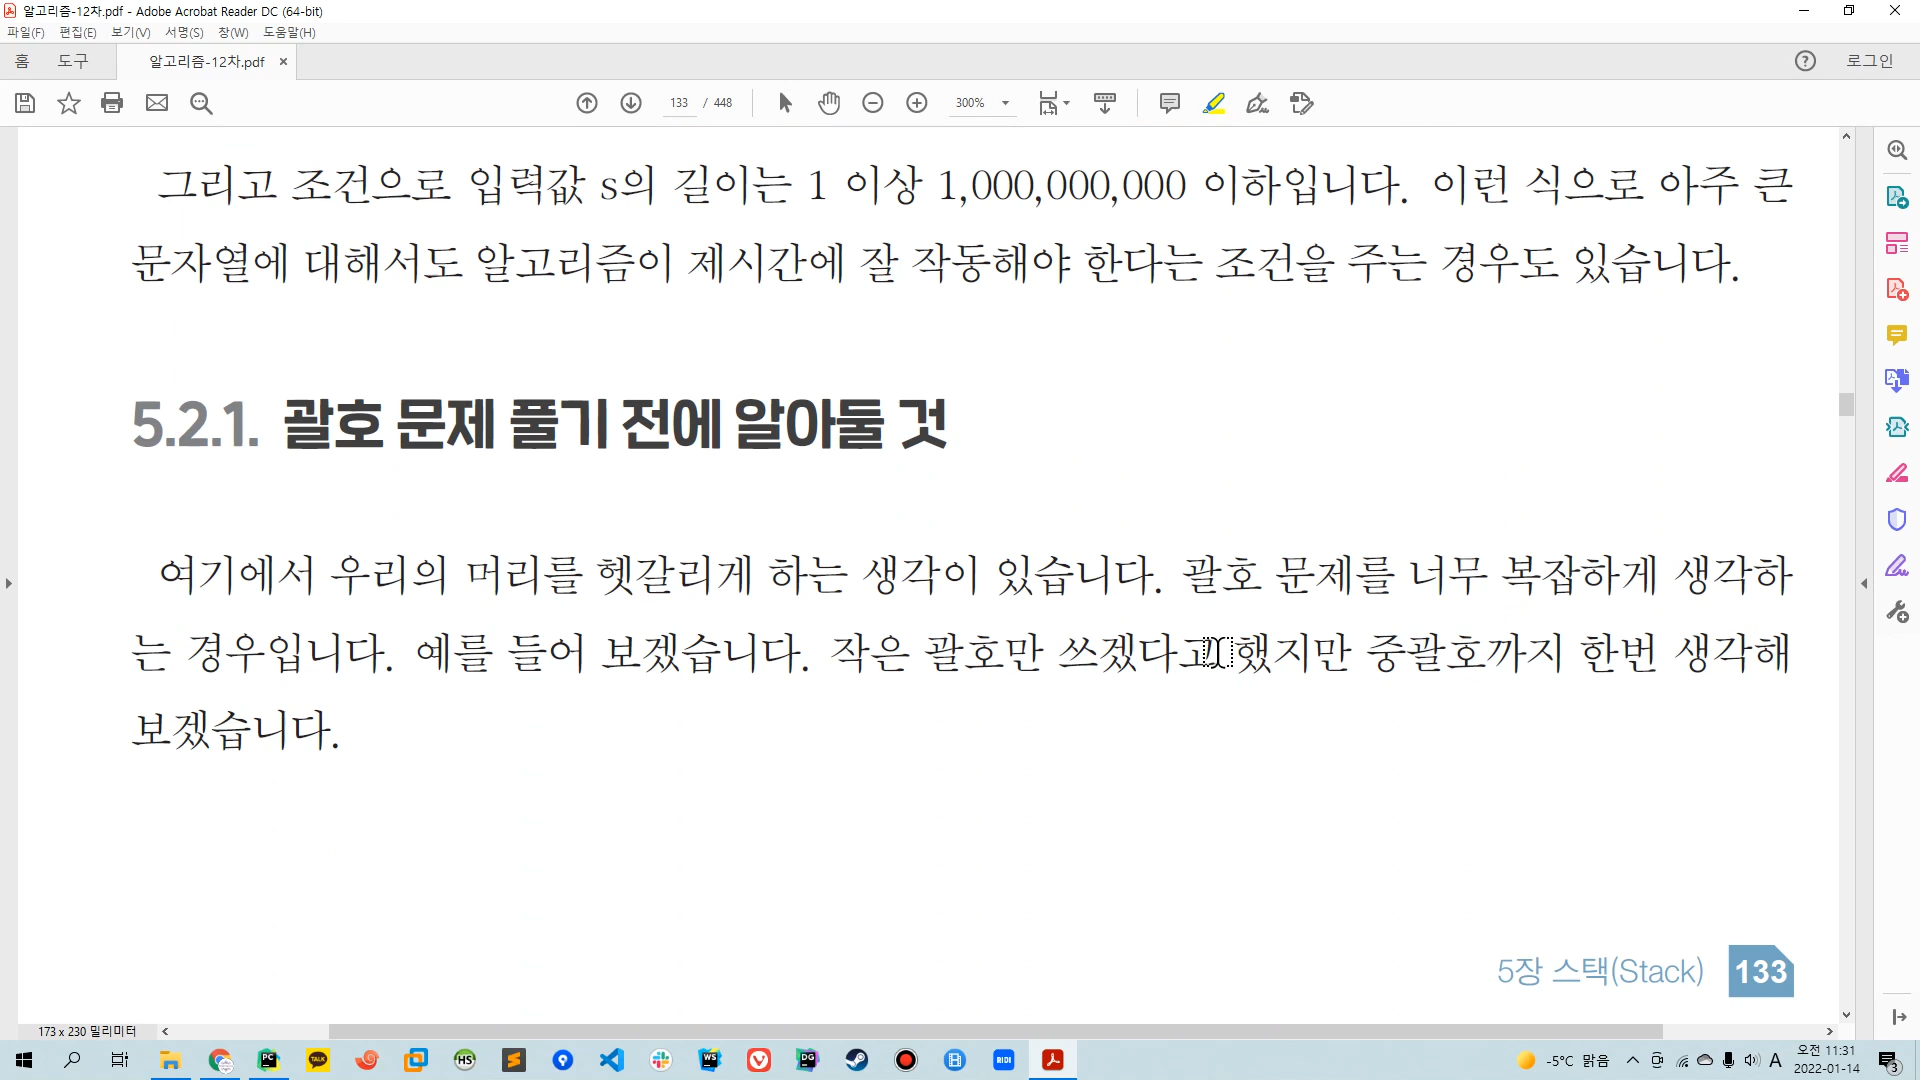 알고리즘-12차.pdf - Adobe Acrobat Reader DC (64-bit)
파일(F) 편집(E) 보기(V) 서명(S) 창(W) 도움말(H)
홈 도구 알고리즘-12차.pdf × 로그인
133 / 448 300%
그리고 조건으로 입력값 s의 길이는 1 이상 1,000,000,000 이하입니다. 이런 식으로 아주 큰
문자열에 대해서도 알고리즘이 제시간에 잘 작동해야 한다는 조건을 주는 경우도 있습니다.
5.2.1. 괄호 문제 풀기 전에 알아둘 것
여기에서 우리의 머리를 헷갈리게 하는 생각이 있습니다. 괄호 문제를 너무 복잡하게 생각하
는 경우입니다. 예를 들어 보겠습니다. 작은 괄호만 쓰겠다고 했지만 중괄호까지 한번 생각해
보겠습니다.
5장 스택(Stack) 133
173 x 230 밀리미터
PC TALK HS WS DG RIDI -5°C 맑음 A 오전 11:31
2022-01-14 3